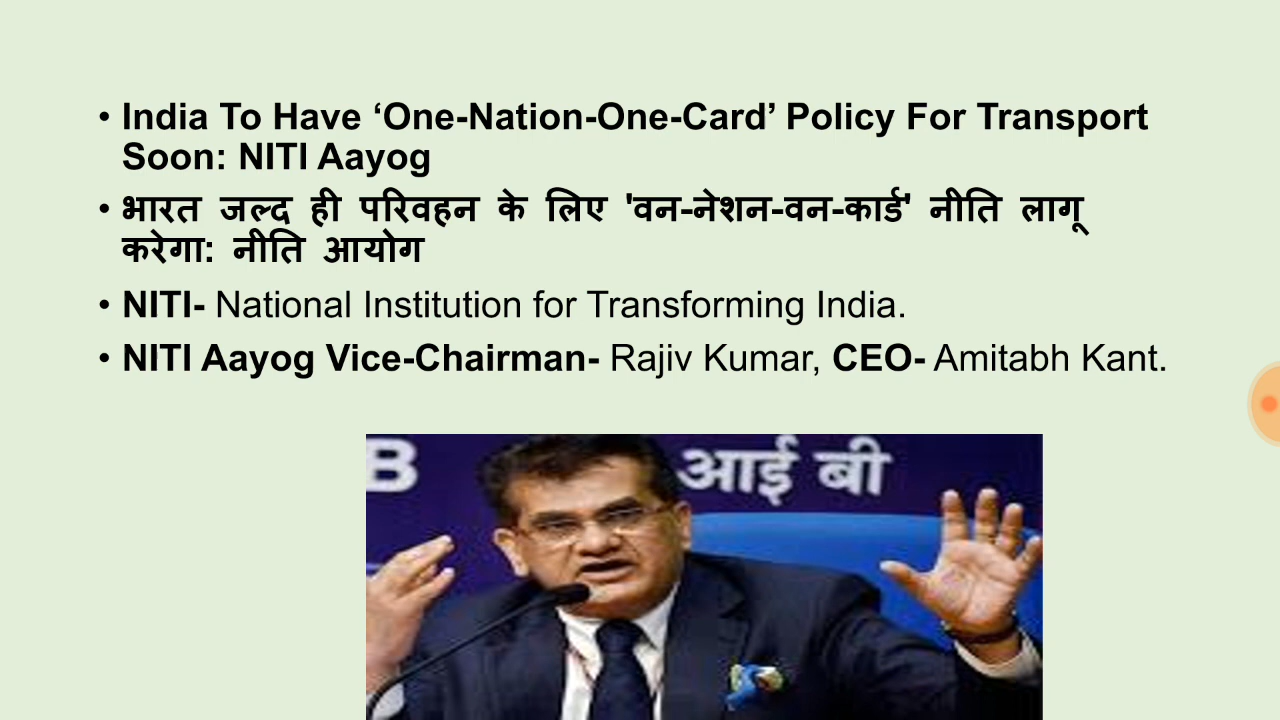 • India To Have ‘One-Nation-One-Card’ Policy For Transport
Soon: NITI Aayog
• भारत जल्द ही परिवहन के लिए 'वन-नेशन-वन-कार्ड' नीति लागू
करेगा: नीति आयोग
• NITI- National Institution for Transforming India.
• NITI Aayog Vice-Chairman- Rajiv Kumar, CEO- Amitabh Kant.
B आई बी